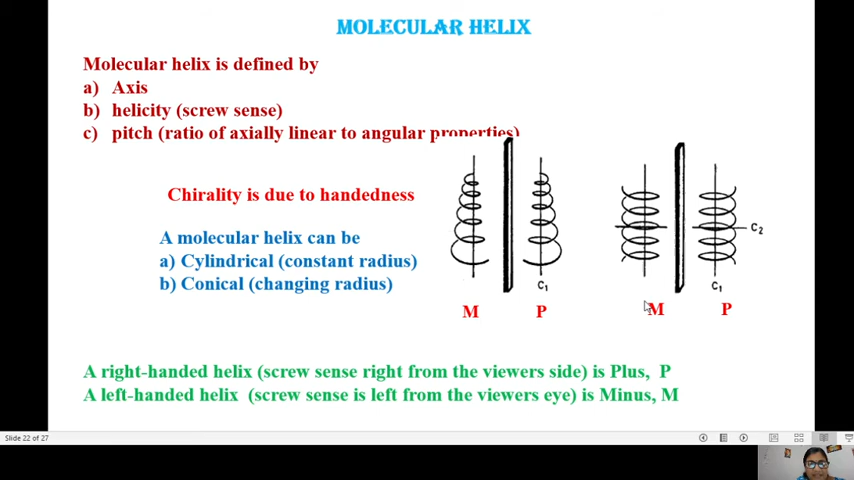 MOLECULAR HELIX
Molecular helix is defined by
a) Axis
b) helicity (screw sense)
c) pitch (ratio of axially linear to angular properties)
Chirality is due to handedness
A molecular helix can be
a) Cylindrical (constant radius)
b) Conical (changing radius)
C₂
C₁
C₁
M P M P
A right-handed helix (screw sense right from the viewers side) is Plus, P
A left-handed helix (screw sense is left from the viewers eye) is Minus, M
Slide 22 of 27